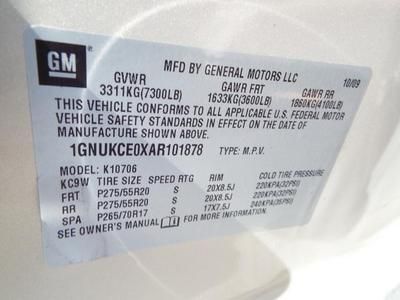 GM
MFD BY GENERAL MOTORS LLC 10/09
GVWR GAWR FRT GAWR RR
3311KG(7300LB) 1633KG(3600LB) 1860KG(4100LB)
THIS VEHICLE CONFORMS TO ALL APPLICABLE U.S. FEDERAL MOTOR
VEHICLE SAFETY STANDARDS IN EFFECT ON THE DATE OF
MANUFACTURE SHOWN ABOVE.
1GNUKCE0XAR101878 TYPE: M.P.V.
MODEL: K10706
KC9W TIRE SIZE SPEED RTG RIM COLD TIRE PRESSURE
FRT P275/55R20 S 20X8.5J 220KPA(32PSI)
RR P275/55R20 S 20X8.5J 220KPA(32PSI)
SPA P265/70R17 S 17X7.5J 240KPA(35PSI)
SEE OWNER'S MANUAL FOR MORE INFORMATION.